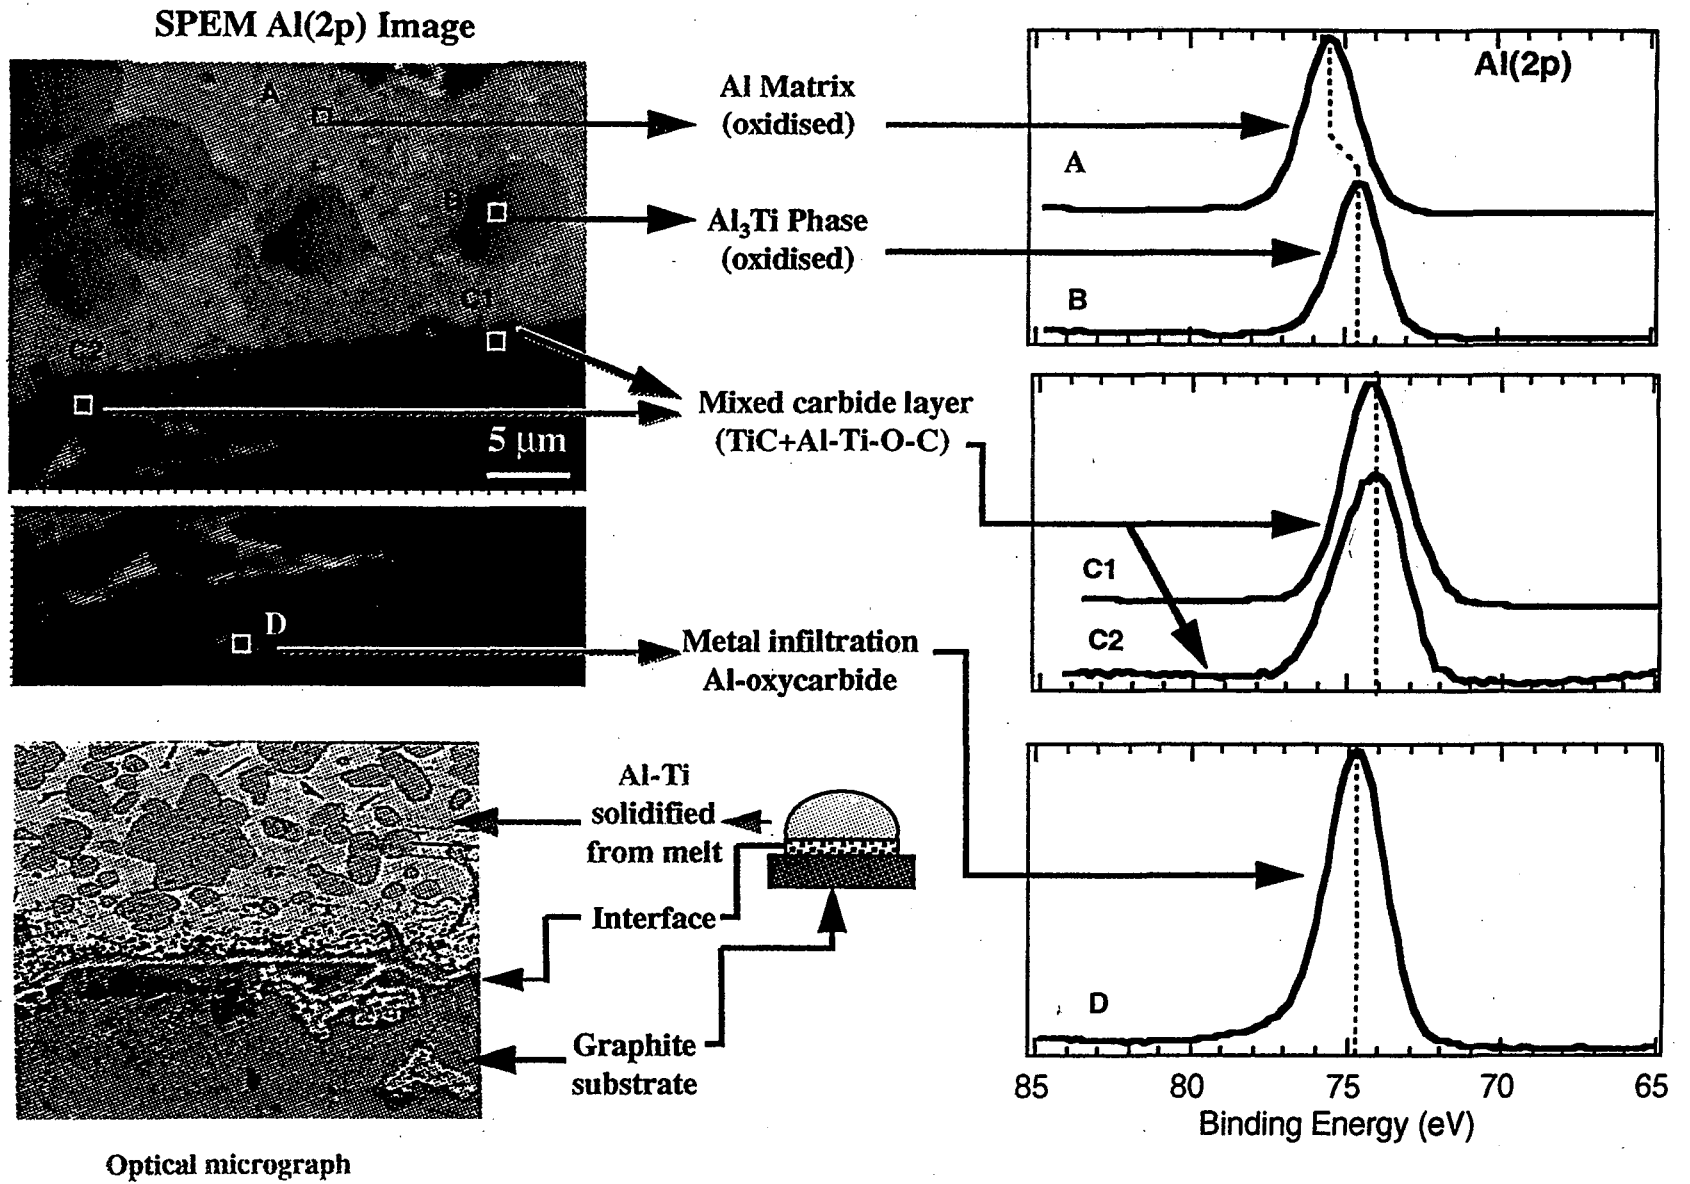 SPEM Al(2p) Image
A
B
C1
C2
5 μm
D
Al Matrix
(oxidised)
Al₃Ti Phase
(oxidised)
Mixed carbide layer
(TiC+Al-Ti-O-C)
Metal infiltration
Al-oxycarbide
Al-Ti
solidified
from melt
Interface
Graphite
substrate
Optical micrograph
Al(2p)
A
B
C1
C2
D
85 80 75 70 65
Binding Energy (eV)